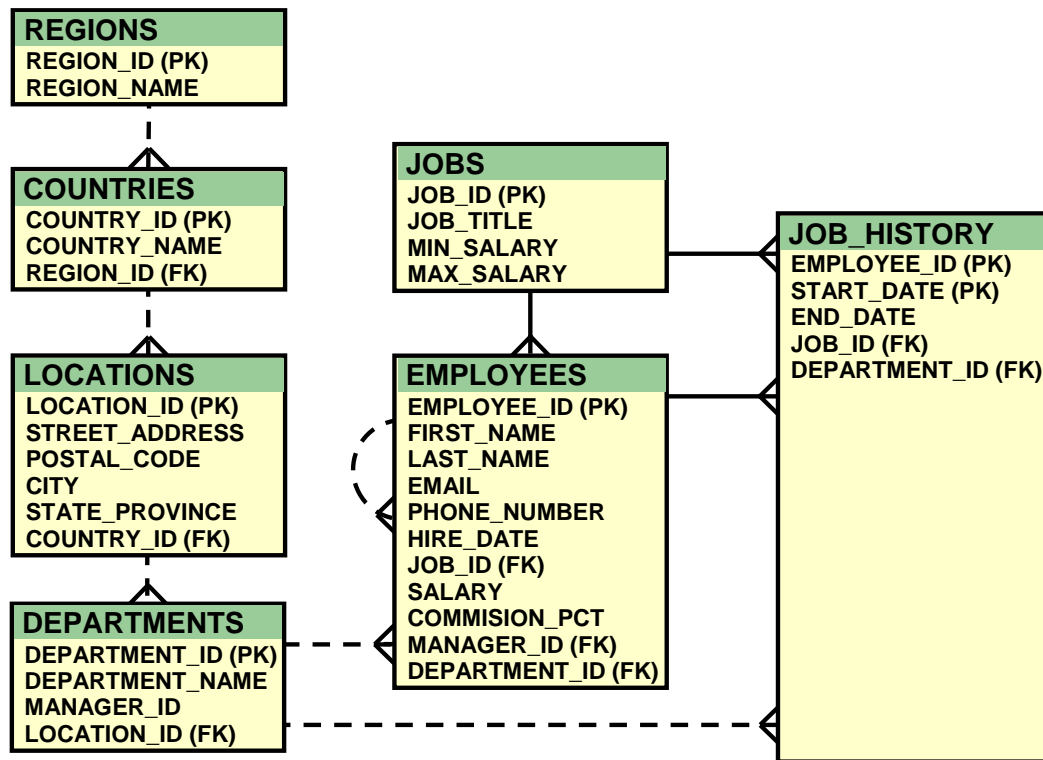 REGIONS
REGION_ID (PK)
REGION_NAME
COUNTRIES
COUNTRY_ID (PK)
COUNTRY_NAME
REGION_ID (FK)
LOCATIONS
LOCATION_ID (PK)
STREET_ADDRESS
POSTAL_CODE
CITY
STATE_PROVINCE
COUNTRY_ID (FK)
DEPARTMENTS
DEPARTMENT_ID (PK)
DEPARTMENT_NAME
MANAGER_ID
LOCATION_ID (FK)
JOBS
JOB_ID (PK)
JOB_TITLE
MIN_SALARY
MAX_SALARY
EMPLOYEES
EMPLOYEE_ID (PK)
FIRST_NAME
LAST_NAME
EMAIL
PHONE_NUMBER
HIRE_DATE
JOB_ID (FK)
SALARY
COMMISION_PCT
MANAGER_ID (FK)
DEPARTMENT_ID (FK)
JOB_HISTORY
EMPLOYEE_ID (PK)
START_DATE (PK)
END_DATE
JOB_ID (FK)
DEPARTMENT_ID (FK)